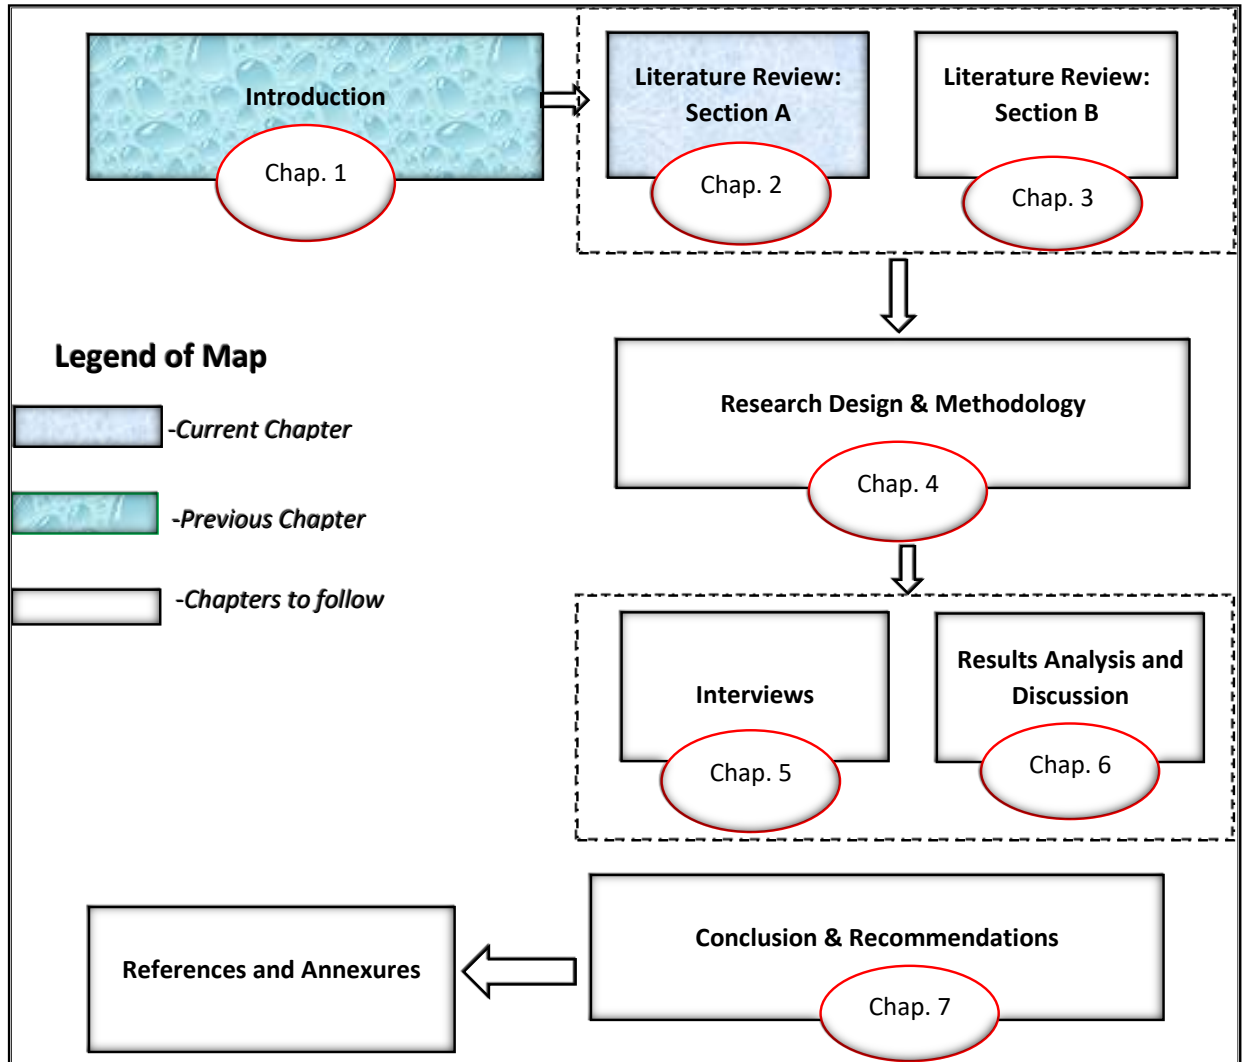 Introduction
Chap. 1
Literature Review:
Section A
Chap. 2
Literature Review:
Section B
Chap. 3
Legend of Map
-Current Chapter
-Previous Chapter
-Chapters to follow
Research Design & Methodology
Chap. 4
Interviews
Chap. 5
Results Analysis and
Discussion
Chap. 6
Conclusion & Recommendations
Chap. 7
References and Annexures